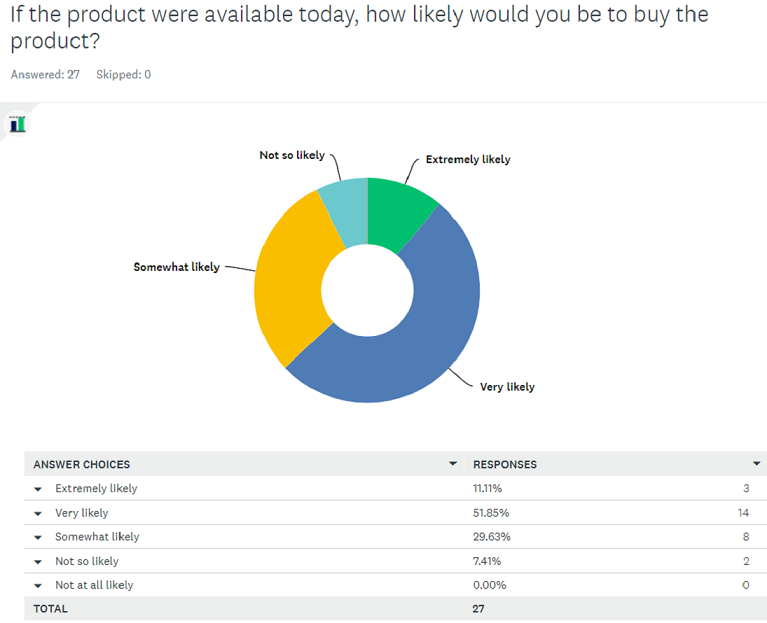 If the product were available today, how likely would you be to buy the
product?
Answered: 27 Skipped: 0
Not so likely
Extremely likely
Somewhat likely
Very likely
ANSWER CHOICES RESPONSES
Extremely likely 11.11% 3
Very likely 51.85% 14
Somewhat likely 29.63% 8
Not so likely 7.41% 2
Not at all likely 0.00% 0
TOTAL 27